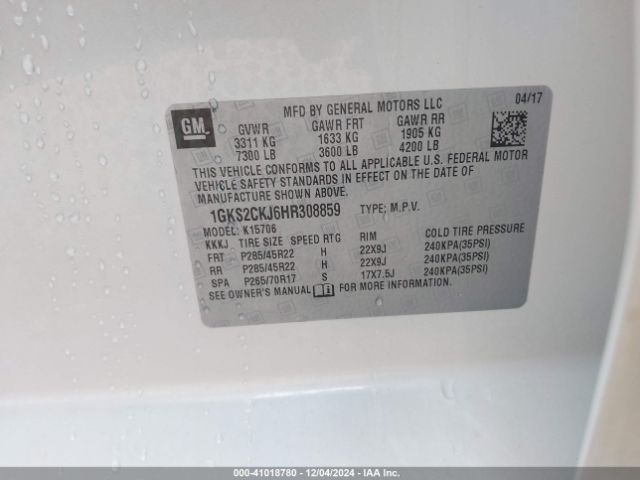 MFD BY GENERAL MOTORS LLC 04/17
GM
GVWR GAWR FRT GAWR RR
3311 KG 1633 KG 1905 KG
7300 LB 3600 LB 4200 LB
THIS VEHICLE CONFORMS TO ALL APPLICABLE U.S. FEDERAL MOTOR
VEHICLE SAFETY STANDARDS IN EFFECT ON THE DATE OF
MANUFACTURE SHOWN ABOVE.
1GKS2CKJ6HR308859 TYPE: M.P.V.
MODEL: K15706
KKKJ TIRE SIZE SPEED RTG RIM COLD TIRE PRESSURE
FRT P285/45R22 H 22X9J 240KPA(35PSI)
RR P285/45R22 H 22X9J 240KPA(35PSI)
SPA P265/70R17 S 17X7.5J 240KPA(35PSI)
SEE OWNER'S MANUAL FOR MORE INFORMATION.
000-41018780 - 12/04/2024 - IAA Inc.